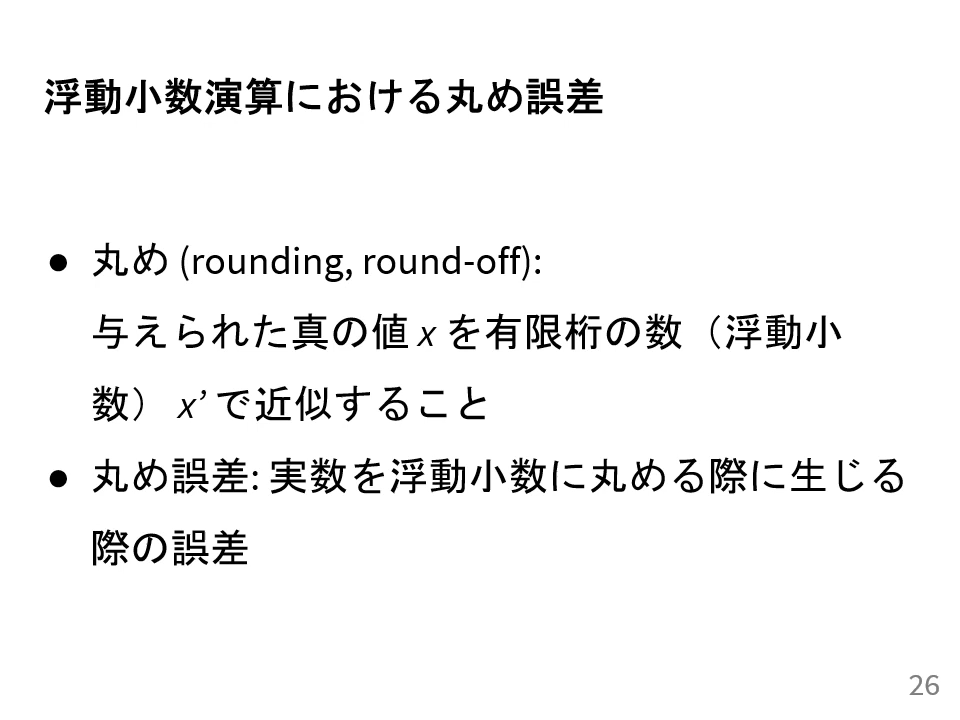 浮動小数演算における丸め誤差
● 丸め (rounding, round-off):
与えられた真の値 x を有限桁の数（浮動小
数） x’ で近似すること
● 丸め誤差: 実数を浮動小数に丸める際に生じる
際の誤差
26